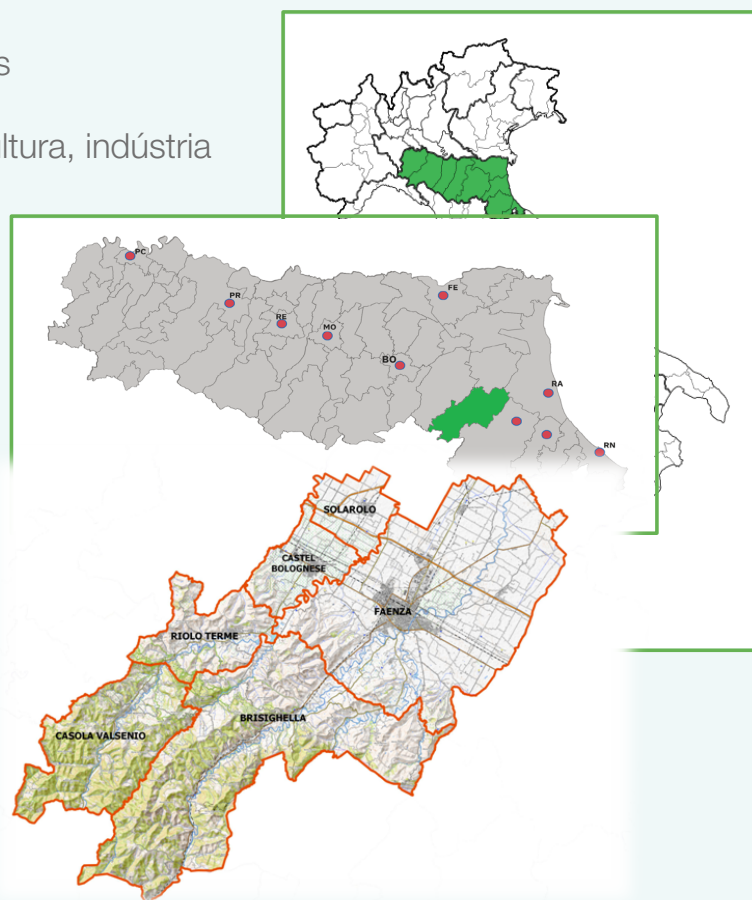 s
ltura, indústria
PC
PR
RE
MO
BO
FE
RA
RN
SOLAROLO
CASTEL
BOLOGNESE
FAENZA
RIOLO TERME
BRISIGHELLA
CASOLA VALSENIO